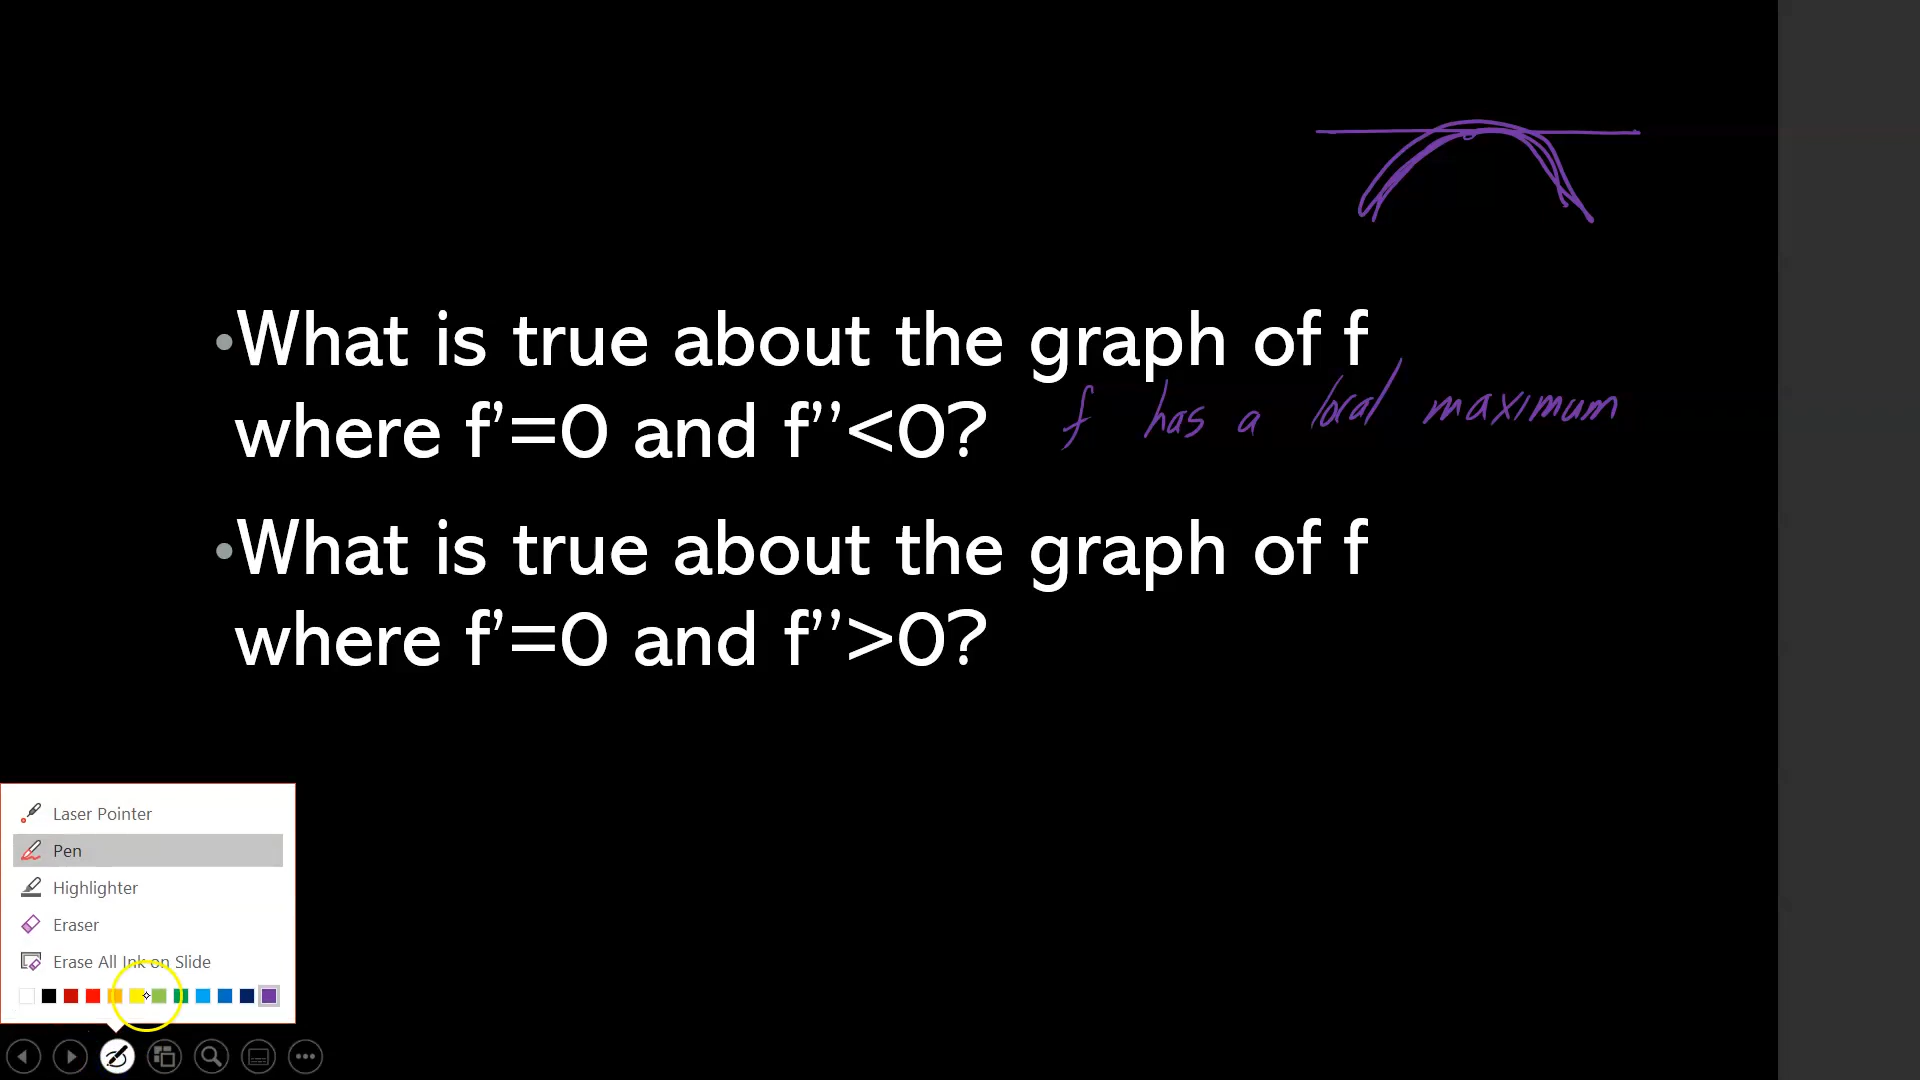 •What is true about the graph of f
where f’=0 and f’’<0?
f has a local maximum
•What is true about the graph of f
where f’=0 and f’’>0?
Laser Pointer
Pen
Highlighter
Eraser
Erase All Ink on Slide